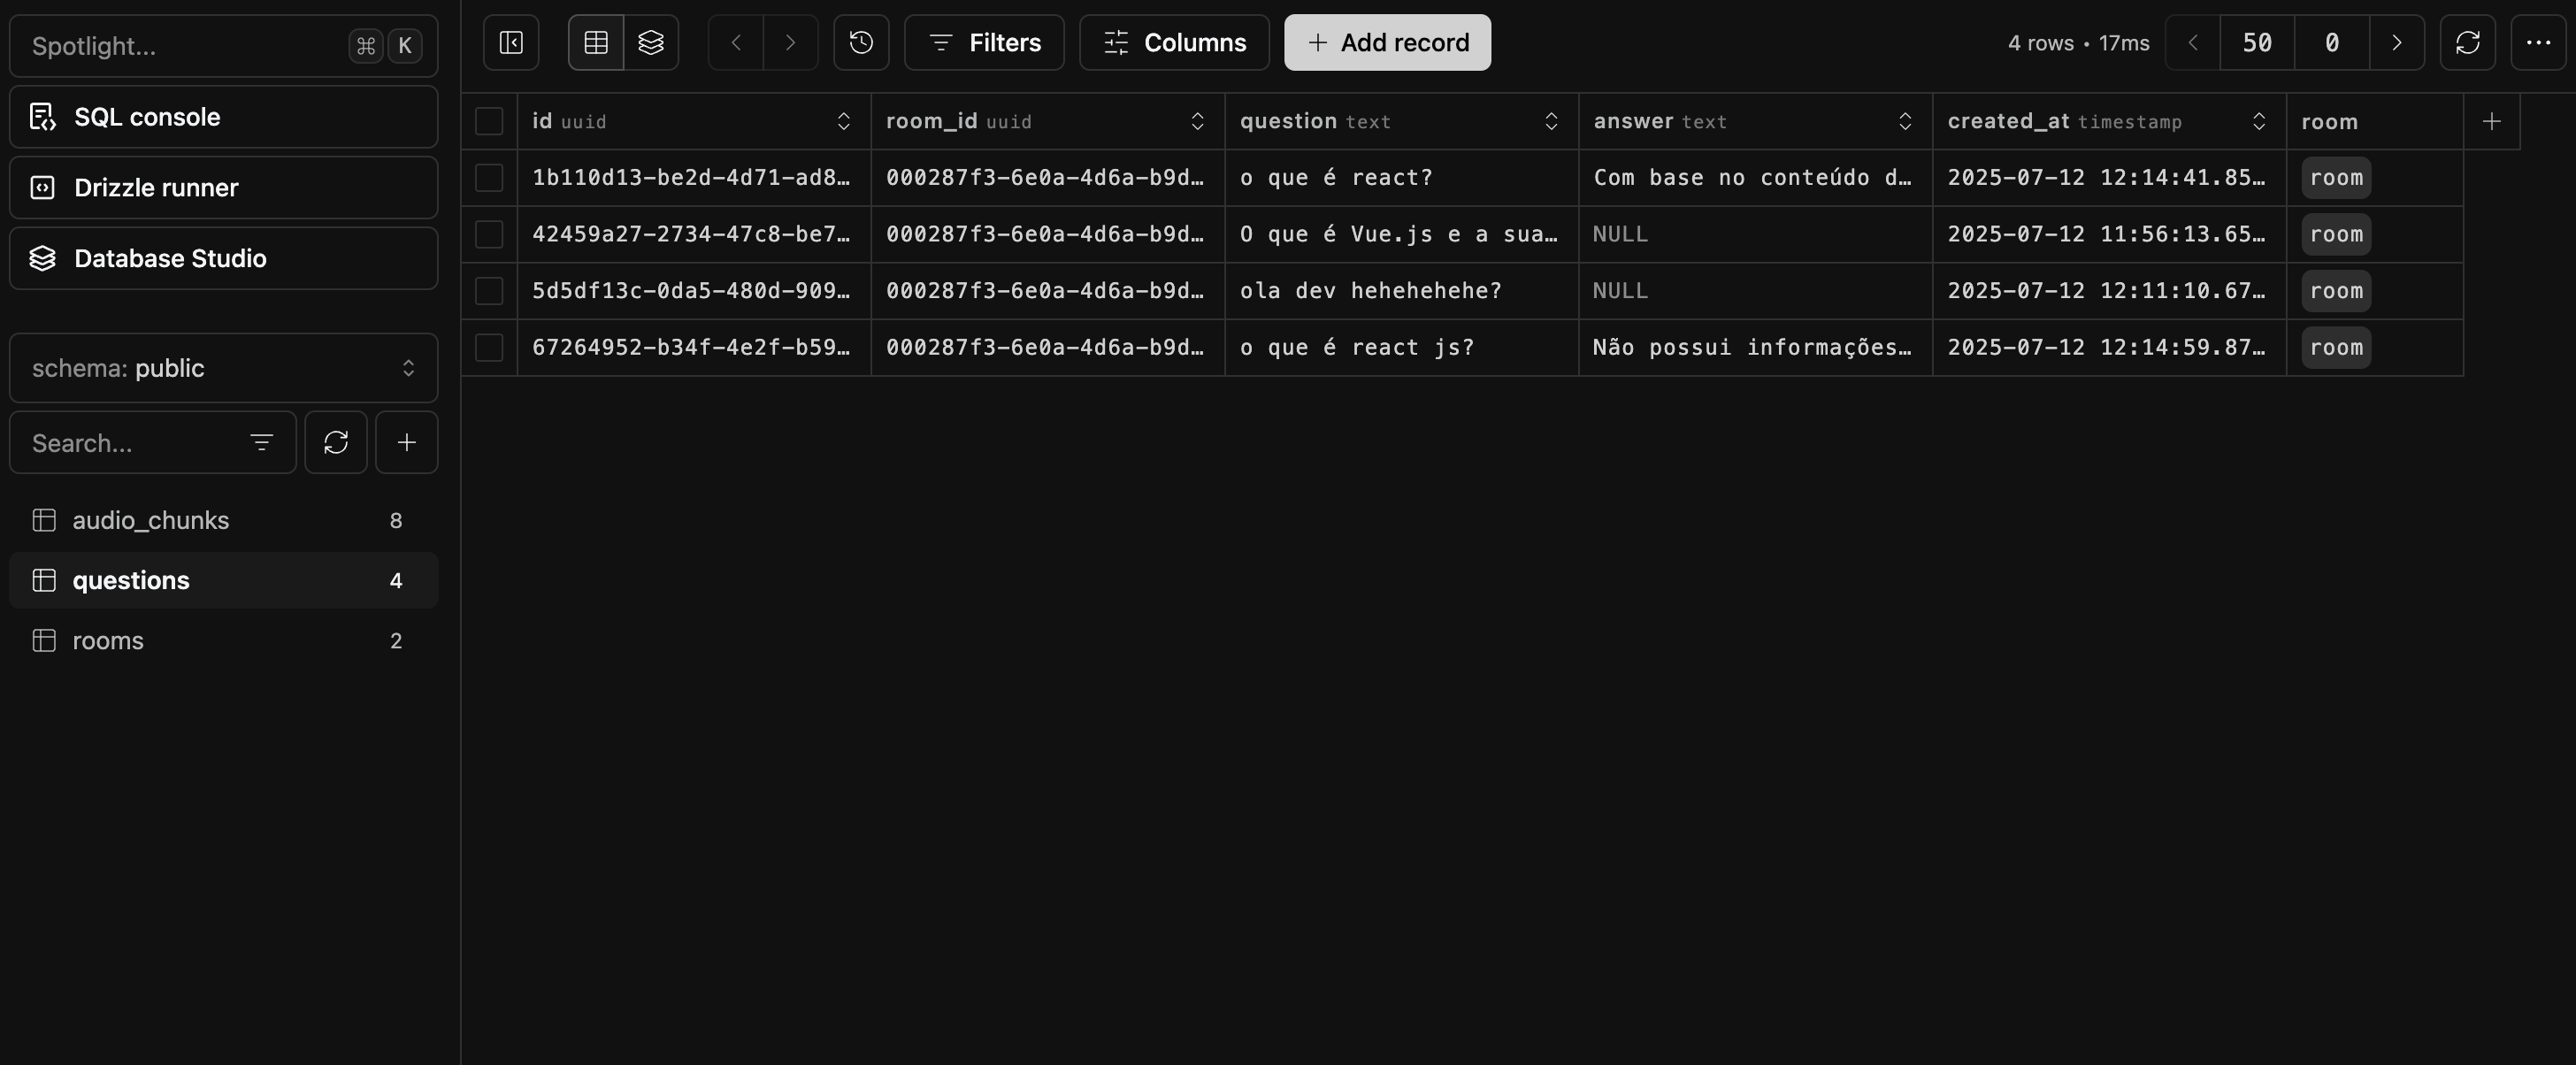 Spotlight... ⌘ K
SQL console
Drizzle runner
Database Studio
schema: public
Search...
audio_chunks 8
questions 4
rooms 2
Filters Columns + Add record 4 rows • 17ms 50 0
id uuid room_id uuid question text answer text created_at timestamp room
1b110d13-be2d-4d71-ad8… 000287f3-6e0a-4d6a-b9d… o que é react? Com base no conteúdo d… 2025-07-12 12:14:41.85… room
42459a27-2734-47c8-be7… 000287f3-6e0a-4d6a-b9d… O que é Vue.js e a sua… NULL 2025-07-12 11:56:13.65… room
5d5df13c-0da5-480d-909… 000287f3-6e0a-4d6a-b9d… ola dev hehehehehe? NULL 2025-07-12 12:11:10.67… room
67264952-b34f-4e2f-b59… 000287f3-6e0a-4d6a-b9d… o que é react js? Não possui informações… 2025-07-12 12:14:59.87… room